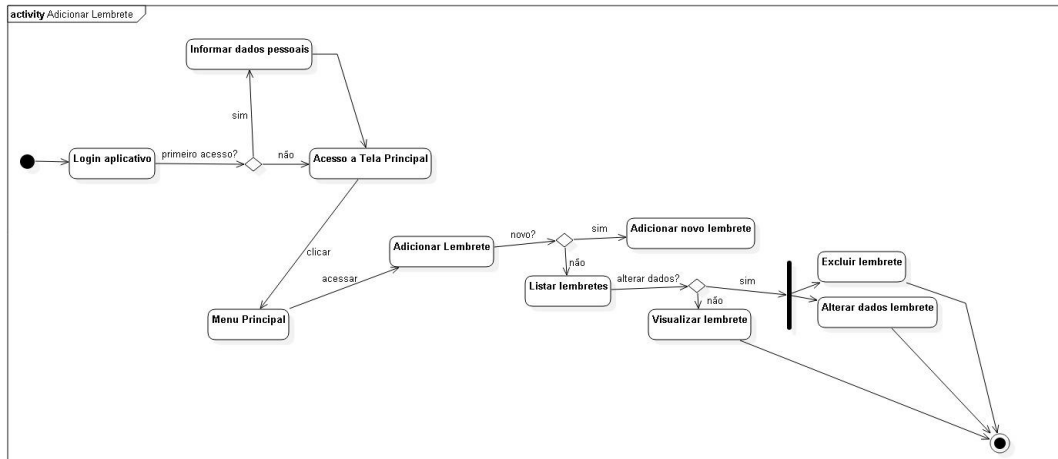 activity Adicionar Lembrete
Informar dados pessoais
sim
Login aplicativo
primeiro acesso?
não
Acesso a Tela Principal
clicar
Menu Principal
acessar
Adicionar Lembrete
novo?
sim
Adicionar novo lembrete
não
Listar lembretes
alterar dados?
sim
não
Visualizar lembrete
Excluir lembrete
Alterar dados lembrete